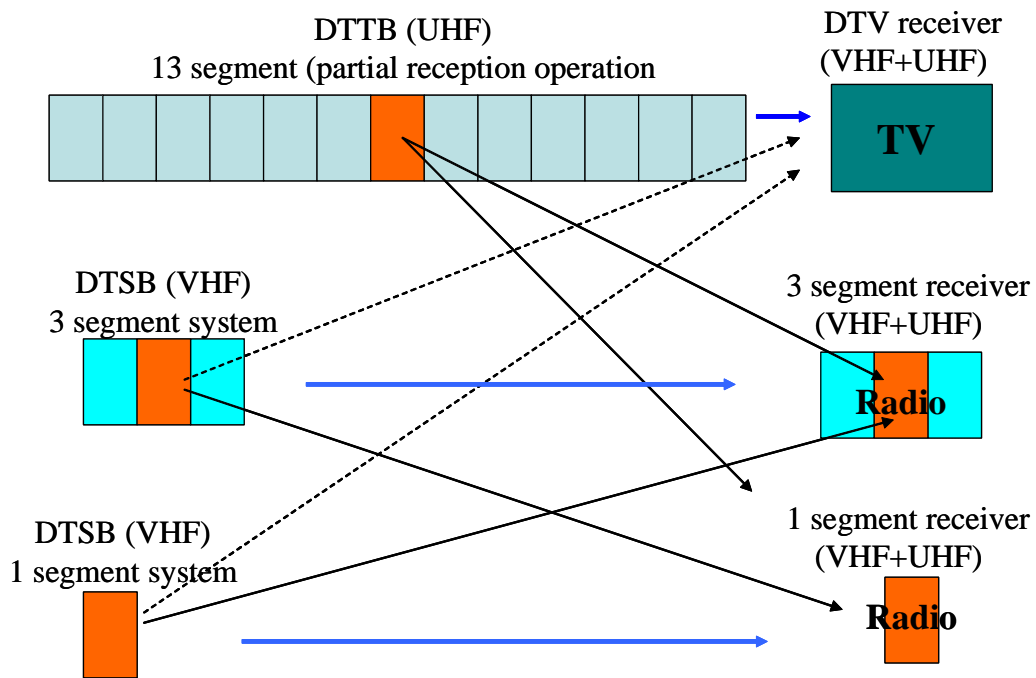 DTTB (UHF)
13 segment (partial reception operation
DTV receiver
(VHF+UHF)
TV
DTSB (VHF)
3 segment system
3 segment receiver
(VHF+UHF)
Radio
DTSB (VHF)
1 segment system
1 segment receiver
(VHF+UHF)
Radio